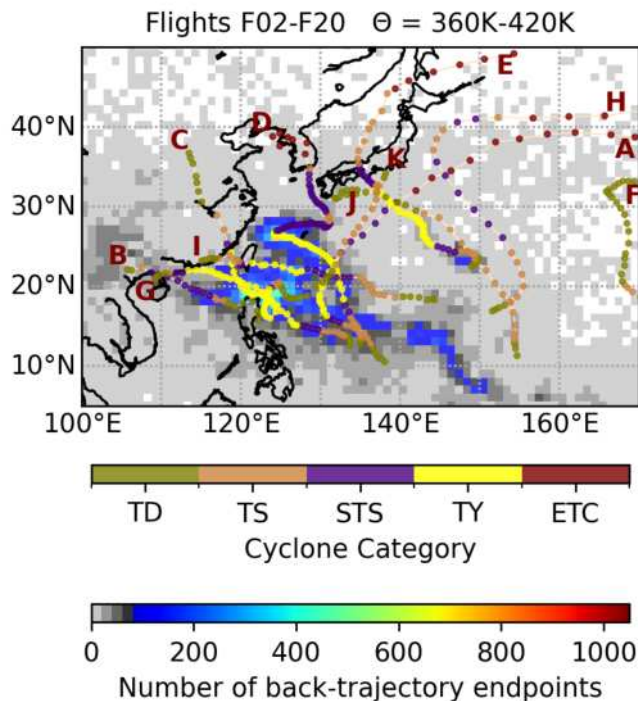 Flights F02-F20 Θ = 360K-420K
E
H
40°N
C
D
A
K
F
30°N
J
I
B
20°N
G
10°N
100°E 120°E 140°E 160°E
TD TS STS TY ETC
Cyclone Category
0 200 400 600 800 1000
Number of back-trajectory endpoints